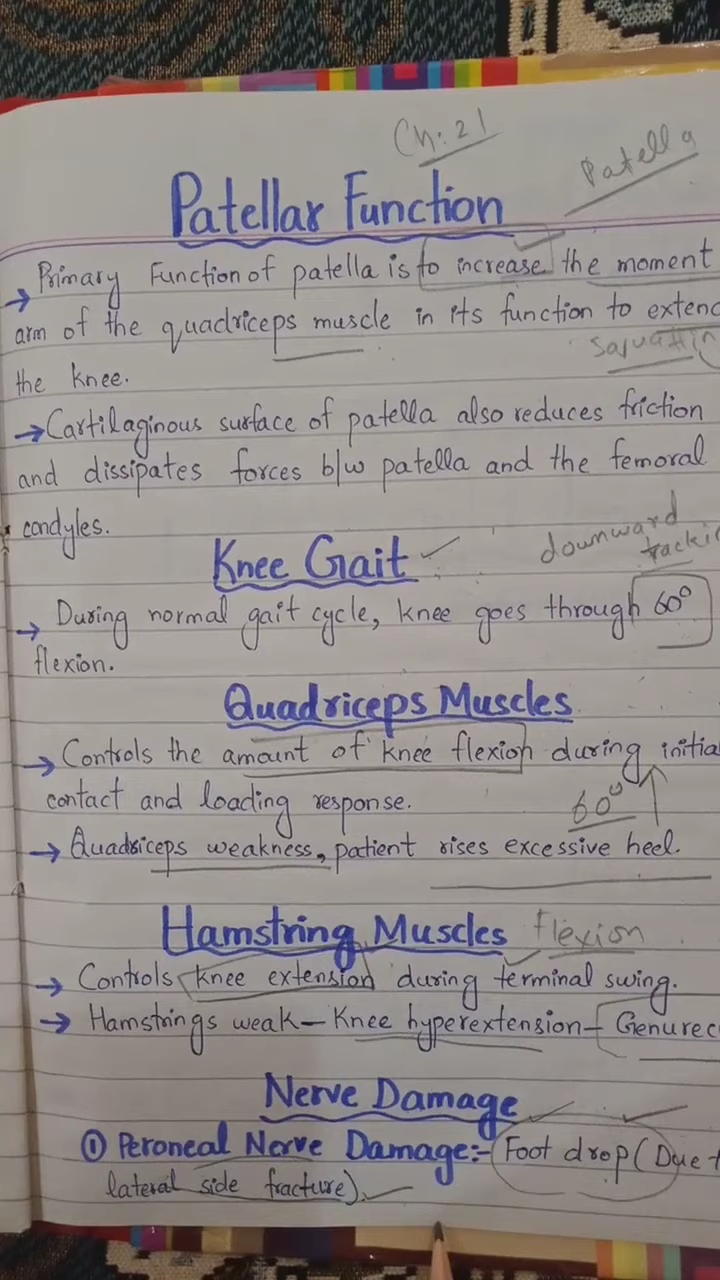 Ch: 21
Patella
Patellar Function
→ Primary Function of patella is to increase the moment
arm of the quadriceps muscle in its function to extend
the knee.
→ Cartilaginous surface of patella also reduces friction
and dissipates forces b/w patella and the femoral
condyles.
downward
Knee Gait
→ During normal gait cycle, knee goes through 60°
flexion.
Quadriceps Muscles
→ Controls the amount of knee flexion during initia
contact and loading response.
60°
→ Quadriceps weakness, patient rises excessive heel.
Hamstring Muscles flexion
→ Controls knee extension during terminal swing.
→ Hamstrings weak – Knee hyperextension – Genurec
Nerve Damage
① Peroneal Nerve Damage:- Foot drop (Due t
lateral side fracture).